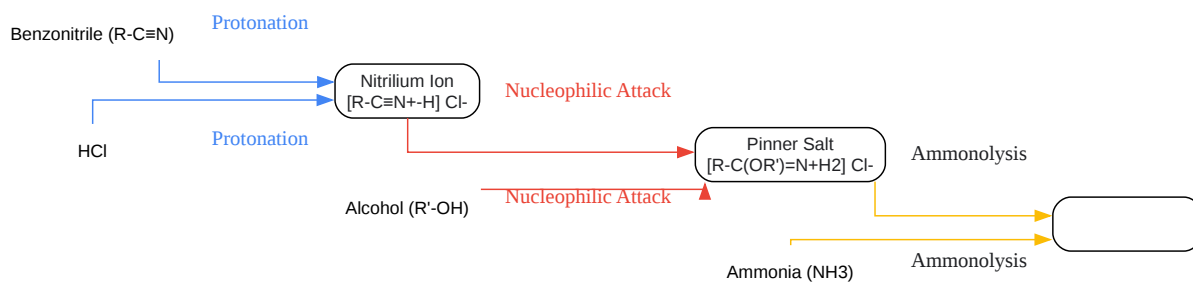 Benzonitrile (R-C≡N)
Protonation
Nitrilium Ion
[R-C≡N+-H] Cl-
Nucleophilic Attack
HCl
Protonation
Pinner Salt
[R-C(OR')=N+H2] Cl-
Ammonolysis
Alcohol (R'-OH)
Nucleophilic Attack
Ammonia (NH3)
Ammonolysis